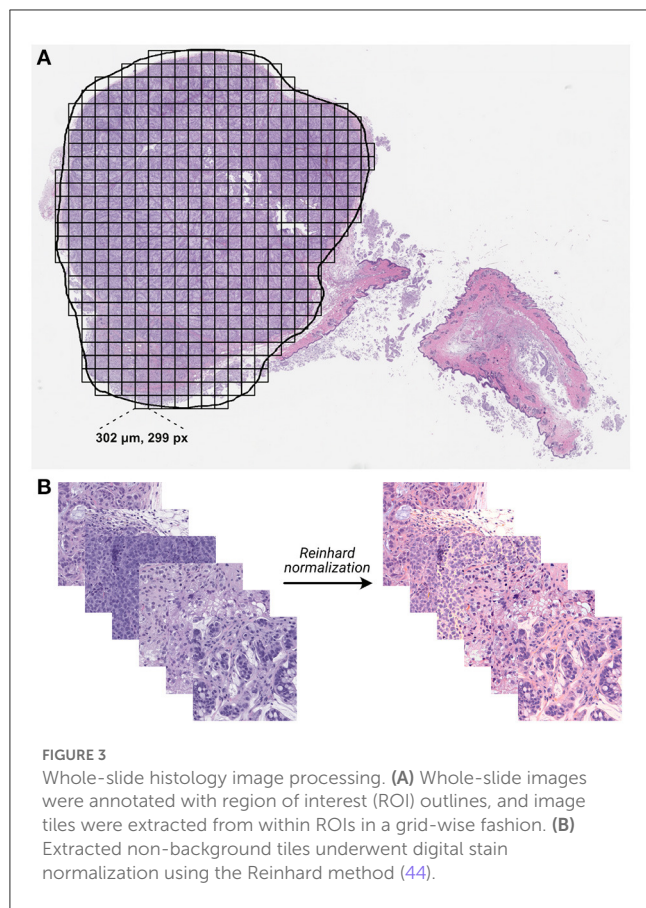 A
302 μm, 299 px
B
Reinhard
normalization
FIGURE 3
Whole-slide histology image processing. (A) Whole-slide images
were annotated with region of interest (ROI) outlines, and image
tiles were extracted from within ROIs in a grid-wise fashion. (B)
Extracted non-background tiles underwent digital stain
normalization using the Reinhard method (44).